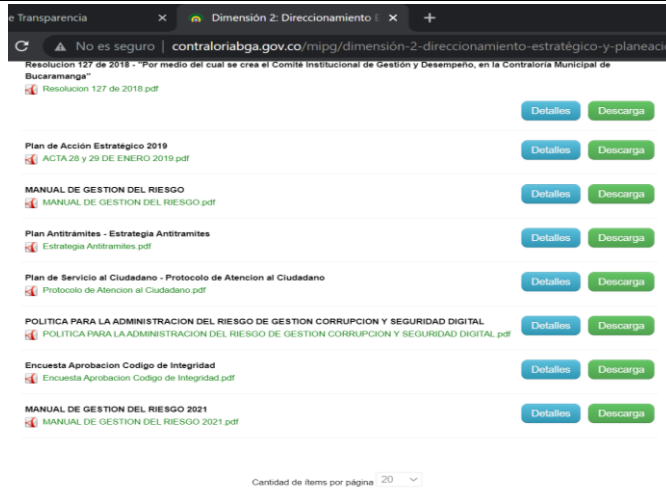 e Transparencia
Dimensión 2: Direccionamiento E
No es seguro | contraloriabga.gov.co/mipg/dimensión-2-direccionamiento-estratégico-y-planeació
Resolucion 127 de 2018 - "Por medio del cual se crea el Comité Institucional de Gestión y Desempeño, en la Contraloría Municipal de
Bucaramanga"
Resolucion 127 de 2018.pdf
Detalles Descarga
Plan de Acción Estratégico 2019
ACTA 28 y 29 DE ENERO 2019.pdf
Detalles Descarga
MANUAL DE GESTION DEL RIESGO
MANUAL DE GESTION DEL RIESGO.pdf
Detalles Descarga
Plan Antitrámites - Estrategia Antitramites
Estrategia Antitramites.pdf
Detalles Descarga
Plan de Servicio al Ciudadano - Protocolo de Atencion al Ciudadano
Protocolo de Atencion al Ciudadano.pdf
Detalles Descarga
POLITICA PARA LA ADMINISTRACION DEL RIESGO DE GESTION CORRUPCION Y SEGURIDAD DIGITAL
POLITICA PARA LA ADMINISTRACION DEL RIESGO DE GESTION CORRUPCION Y SEGURIDAD DIGITAL.pdf
Detalles Descarga
Encuesta Aprobacion Codigo de Integridad
Encuesta Aprobacion Codigo de Integridad.pdf
Detalles Descarga
MANUAL DE GESTION DEL RIESGO 2021
MANUAL DE GESTION DEL RIESGO 2021.pdf
Detalles Descarga
Cantidad de ítems por página 20